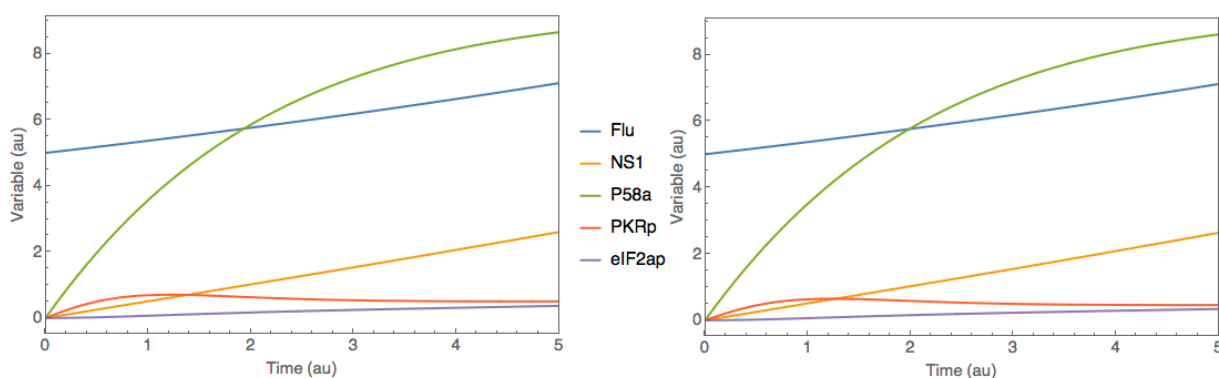 8
6
4
2
0
Variable (au)
0 1 2 3 4 5
Time (au)
Flu
NS1
P58a
PKRp
eIF2ap
8
6
4
2
0
Variable (au)
0 1 2 3 4 5
Time (au)